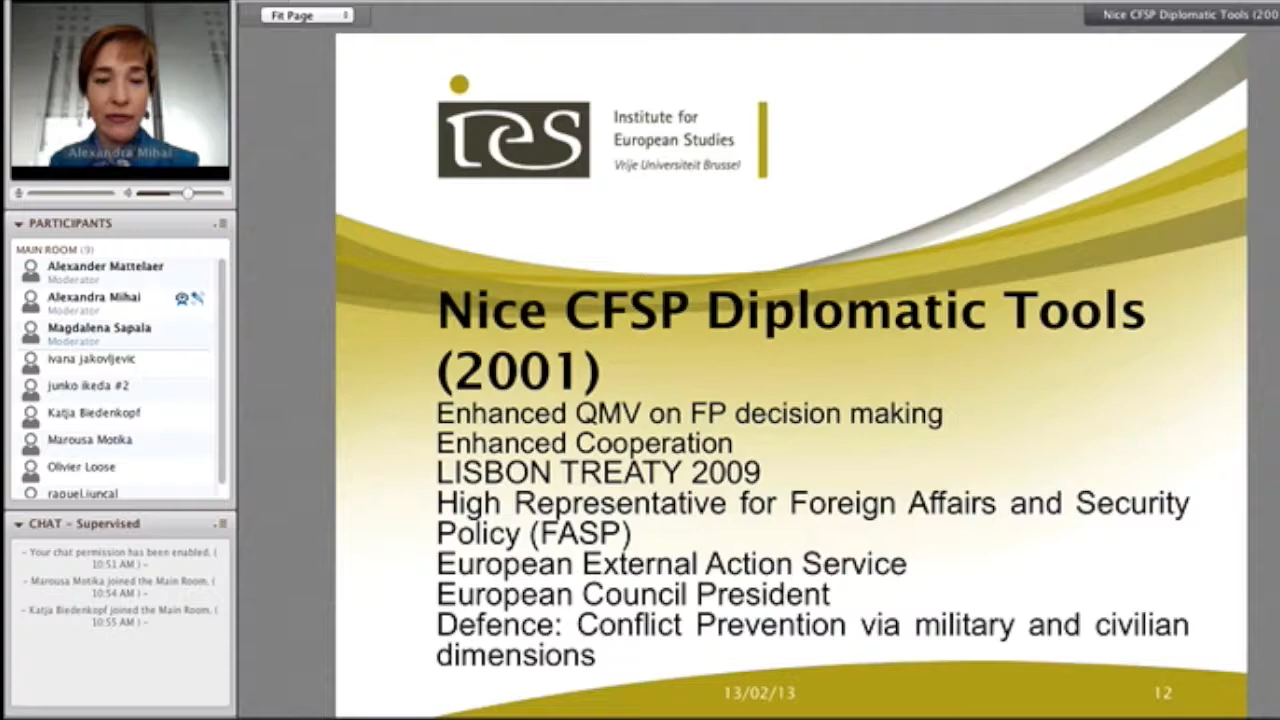 Fit Page
Nice CFSP Diplomatic Tools (200
Alexandra Mihai
PARTICIPANTS
MAIN ROOM (9)
Alexander Mattelaer
Moderator
Alexandra Mihai
Moderator
Magdalena Sapala
Moderator
ivana jakovljevic
junko ikeda #2
Katja Biedenkopf
Marousa Motika
Olivier Loose
raquel.juncal
CHAT - Supervised
- Your chat permission has been enabled. (
10:51 AM ) -
- Marousa Motika joined the Main Room. (
10:54 AM ) -
- Katja Biedenkopf joined the Main Room. (
10:55 AM ) -
ies
Institute for
European Studies
Vrije Universiteit Brussel
Nice CFSP Diplomatic Tools
(2001)
Enhanced QMV on FP decision making
Enhanced Cooperation
LISBON TREATY 2009
High Representative for Foreign Affairs and Security
Policy (FASP)
European External Action Service
European Council President
Defence: Conflict Prevention via military and civilian
dimensions
13/02/13
12